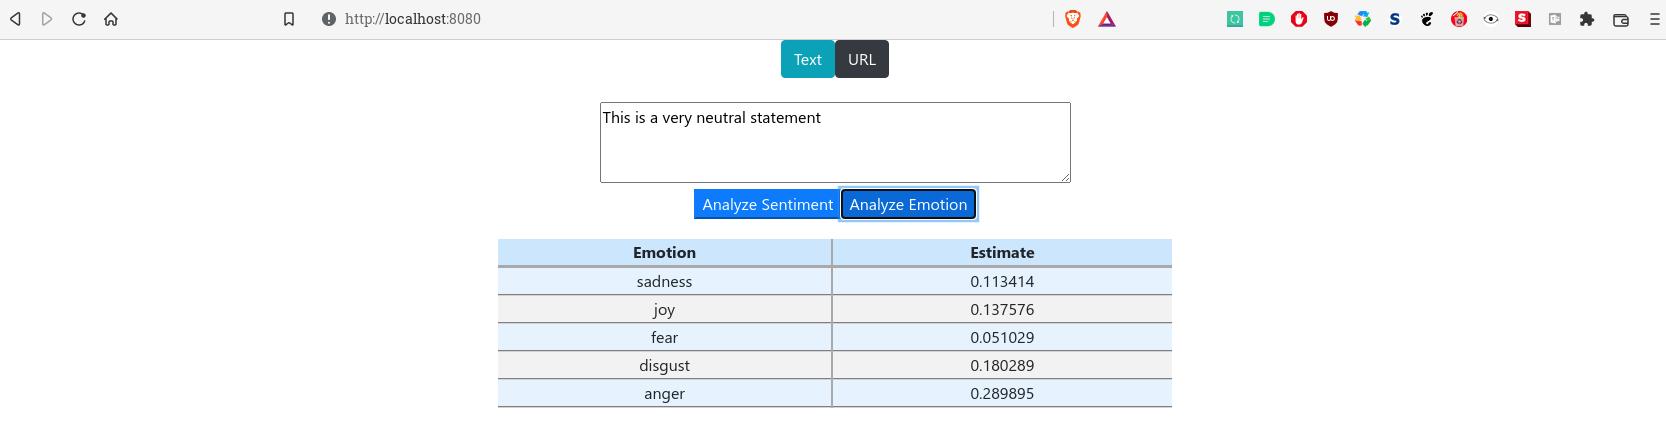 http://localhost:8080
Text URL
This is a very neutral statement
Analyze Sentiment Analyze Emotion
Emotion Estimate
sadness 0.113414
joy 0.137576
fear 0.051029
disgust 0.180289
anger 0.289895